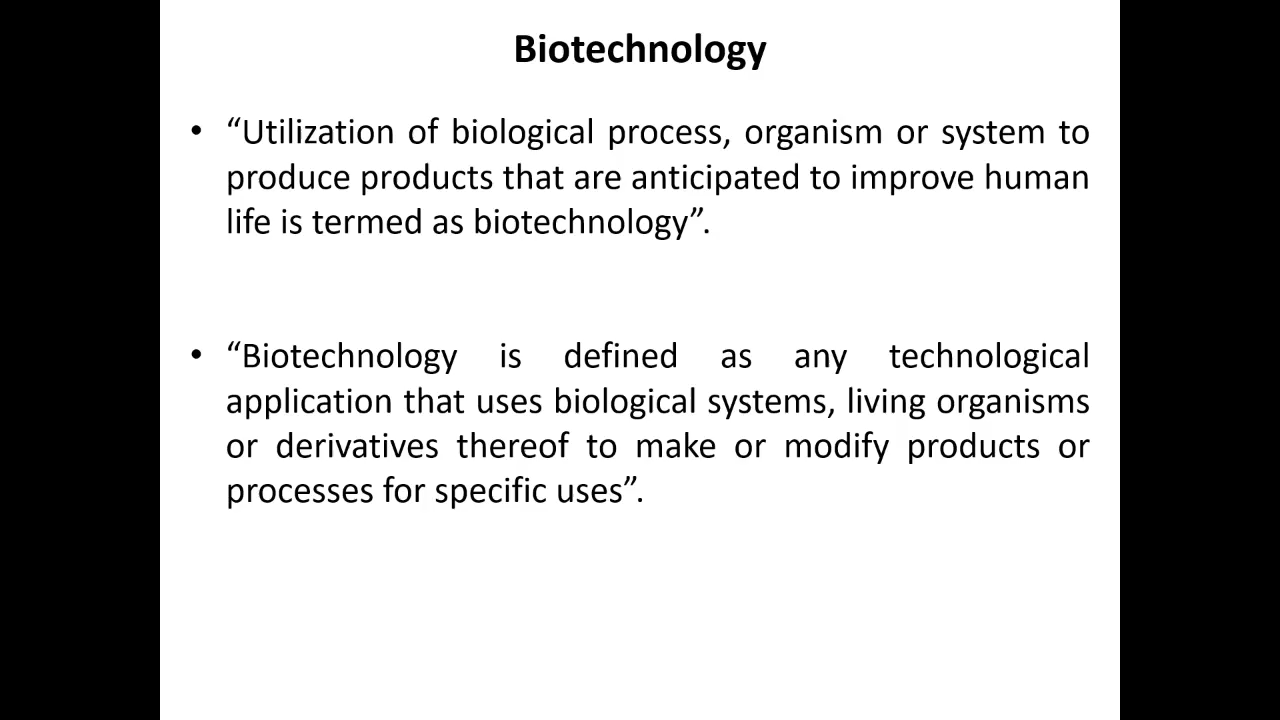 Biotechnology
• “Utilization of biological process, organism or system to
produce products that are anticipated to improve human
life is termed as biotechnology”.
• “Biotechnology is defined as any technological
application that uses biological systems, living organisms
or derivatives thereof to make or modify products or
processes for specific uses”.